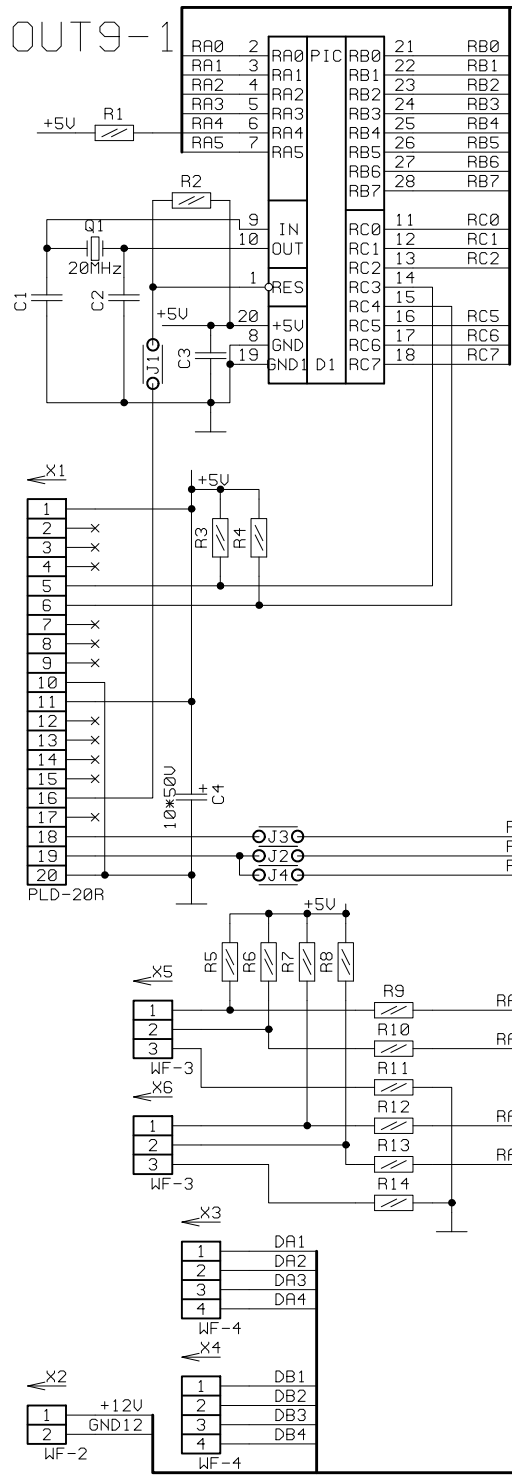 OUT9-1
RA0 2 RA0 PIC RB0 21 RB0
RA1 3 RA1 RB1 22 RB1
RA2 4 RA2 RB2 23 RB2
RA3 5 RA3 RB3 24 RB3
RA4 6 RA4 RB4 25 RB4
RA5 7 RA5 RB5 26 RB5
RB6 27 RB6
RB7 28 RB7
+5V R1
R2
9 IN RC0 11 RC0
10 OUT RC1 12 RC1
RC2 13 RC2
1 RES RC3 14
RC4 15
20 +5V RC5 16 RC5
8 GND RC6 17 RC6
19 GND1 D1 RC7 18 RC7
Q1
20MHz
C1
C2
+5V
J1
C3
X1
+5V
R3
R4
1
2
3
4
5
6
7
8
9
10
11
12
13
14
15
16
17
18
19
20
PLD-20R
10*50V
+
C4
J3 R
J2 R
J4 R
+5V
R5
R6
R7
R8
X5
1
2
3
WF-3
R9 RA
R10 RA
R11
X6
1
2
3
WF-3
R12 RA
R13 RA
R14
X3
1 DA1
2 DA2
3 DA3
4 DA4
WF-4
X4
1 DB1
2 DB2
3 DB3
4 DB4
WF-4
X2
1 +12V
2 GND12
WF-2